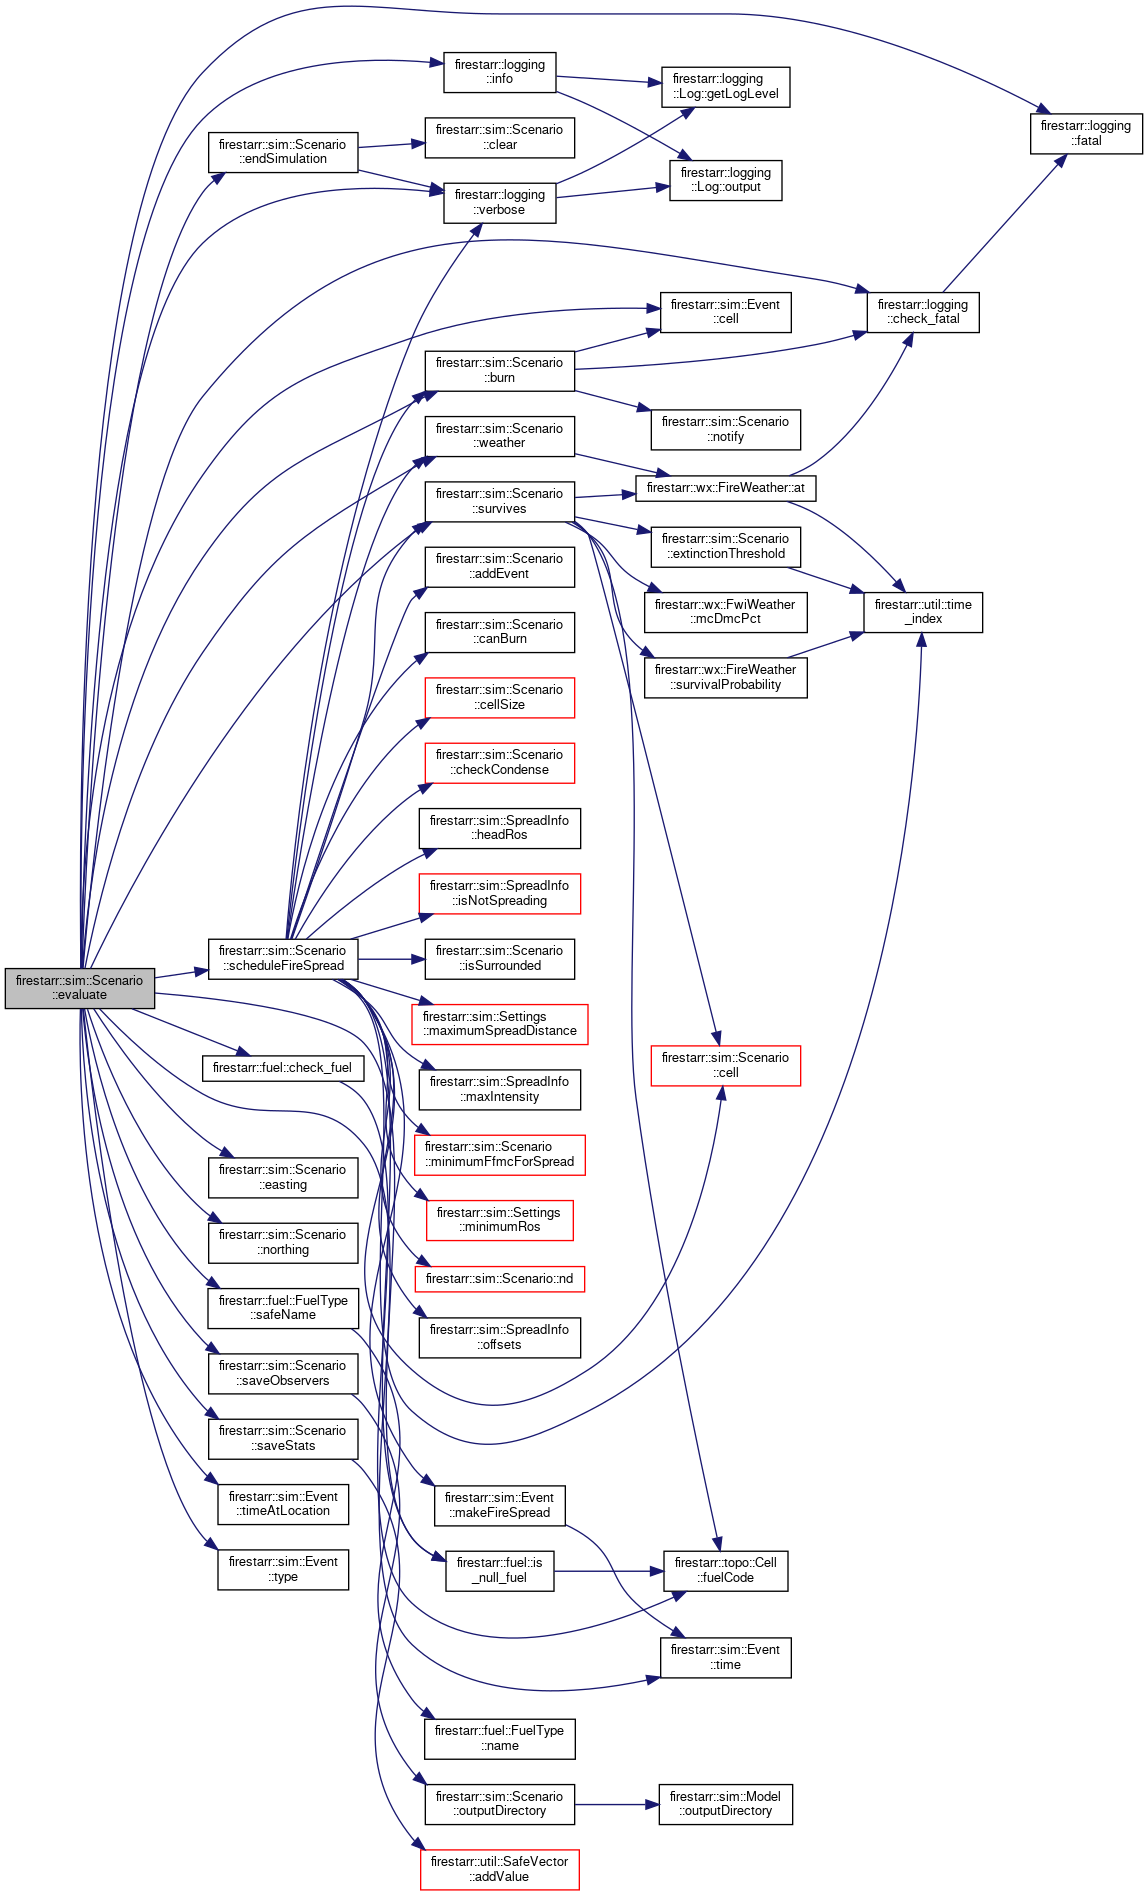 firestarr::sim::Scenario
::evaluate
firestarr::sim::Scenario
::endSimulation
firestarr::sim::Scenario
::scheduleFireSpread
firestarr::fuel::check_fuel
firestarr::sim::Scenario
::easting
firestarr::sim::Scenario
::northing
firestarr::fuel::FuelType
::safeName
firestarr::sim::Scenario
::saveObservers
firestarr::sim::Scenario
::saveStats
firestarr::sim::Event
::timeAtLocation
firestarr::sim::Event
::type
firestarr::logging
::info
firestarr::sim::Scenario
::clear
firestarr::logging
::verbose
firestarr::sim::Scenario
::burn
firestarr::sim::Scenario
::weather
firestarr::sim::Scenario
::survives
firestarr::sim::Scenario
::addEvent
firestarr::sim::Scenario
::canBurn
firestarr::sim::Scenario
::cellSize
firestarr::sim::Scenario
::checkCondense
firestarr::sim::SpreadInfo
::headRos
firestarr::sim::SpreadInfo
::isNotSpreading
firestarr::sim::Scenario
::isSurrounded
firestarr::sim::Settings
::maximumSpreadDistance
firestarr::sim::SpreadInfo
::maxIntensity
firestarr::sim::Scenario
::minimumFfmcForSpread
firestarr::sim::Settings
::minimumRos
firestarr::sim::Scenario::nd
firestarr::sim::SpreadInfo
::offsets
firestarr::sim::Event
::makeFireSpread
firestarr::fuel::is
_null_fuel
firestarr::fuel::FuelType
::name
firestarr::sim::Scenario
::outputDirectory
firestarr::util::SafeVector
::addValue
firestarr::logging
::Log::getLogLevel
firestarr::logging
::Log::output
firestarr::sim::Event
::cell
firestarr::sim::Scenario
::notify
firestarr::wx::FireWeather::at
firestarr::sim::Scenario
::extinctionThreshold
firestarr::wx::FwiWeather
::mcDmcPct
firestarr::wx::FireWeather
::survivalProbability
firestarr::sim::Scenario
::cell
firestarr::topo::Cell
::fuelCode
firestarr::sim::Event
::time
firestarr::sim::Model
::outputDirectory
firestarr::logging
::check_fatal
firestarr::util::time
_index
firestarr::logging
::fatal